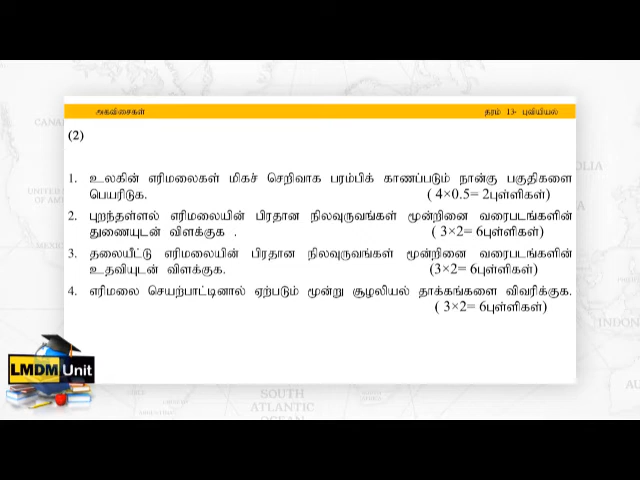 அகவிசைகள் தரம் 13- புவியியல்
(2)
1. உலகின் எரிமலைகள் மிகச் செறிவாக பரம்பிக் காணப்படும் நான்கு பகுதிகளை
பெயரிடுக. ( 4×0.5= 2புள்ளிகள்)
2. புறந்தள்ளல் எரிமலையின் பிரதான நிலவுருவங்கள் மூன்றினை வரைபடங்களின்
துணையுடன் விளக்குக . ( 3×2= 6புள்ளிகள்)
3. தலையீட்டு எரிமலையின் பிரதான நிலவுருவங்கள் மூன்றினை வரைபடங்களின்
உதவியுடன் விளக்குக. (3×2= 6புள்ளிகள்)
4. எரிமலை செயற்பாட்டினால் ஏற்படும் மூன்று சூழலியல் தாக்கங்களை விவரிக்குக.
( 3×2= 6புள்ளிகள்)
LMDM Unit
SOUTH
ATLANTIC